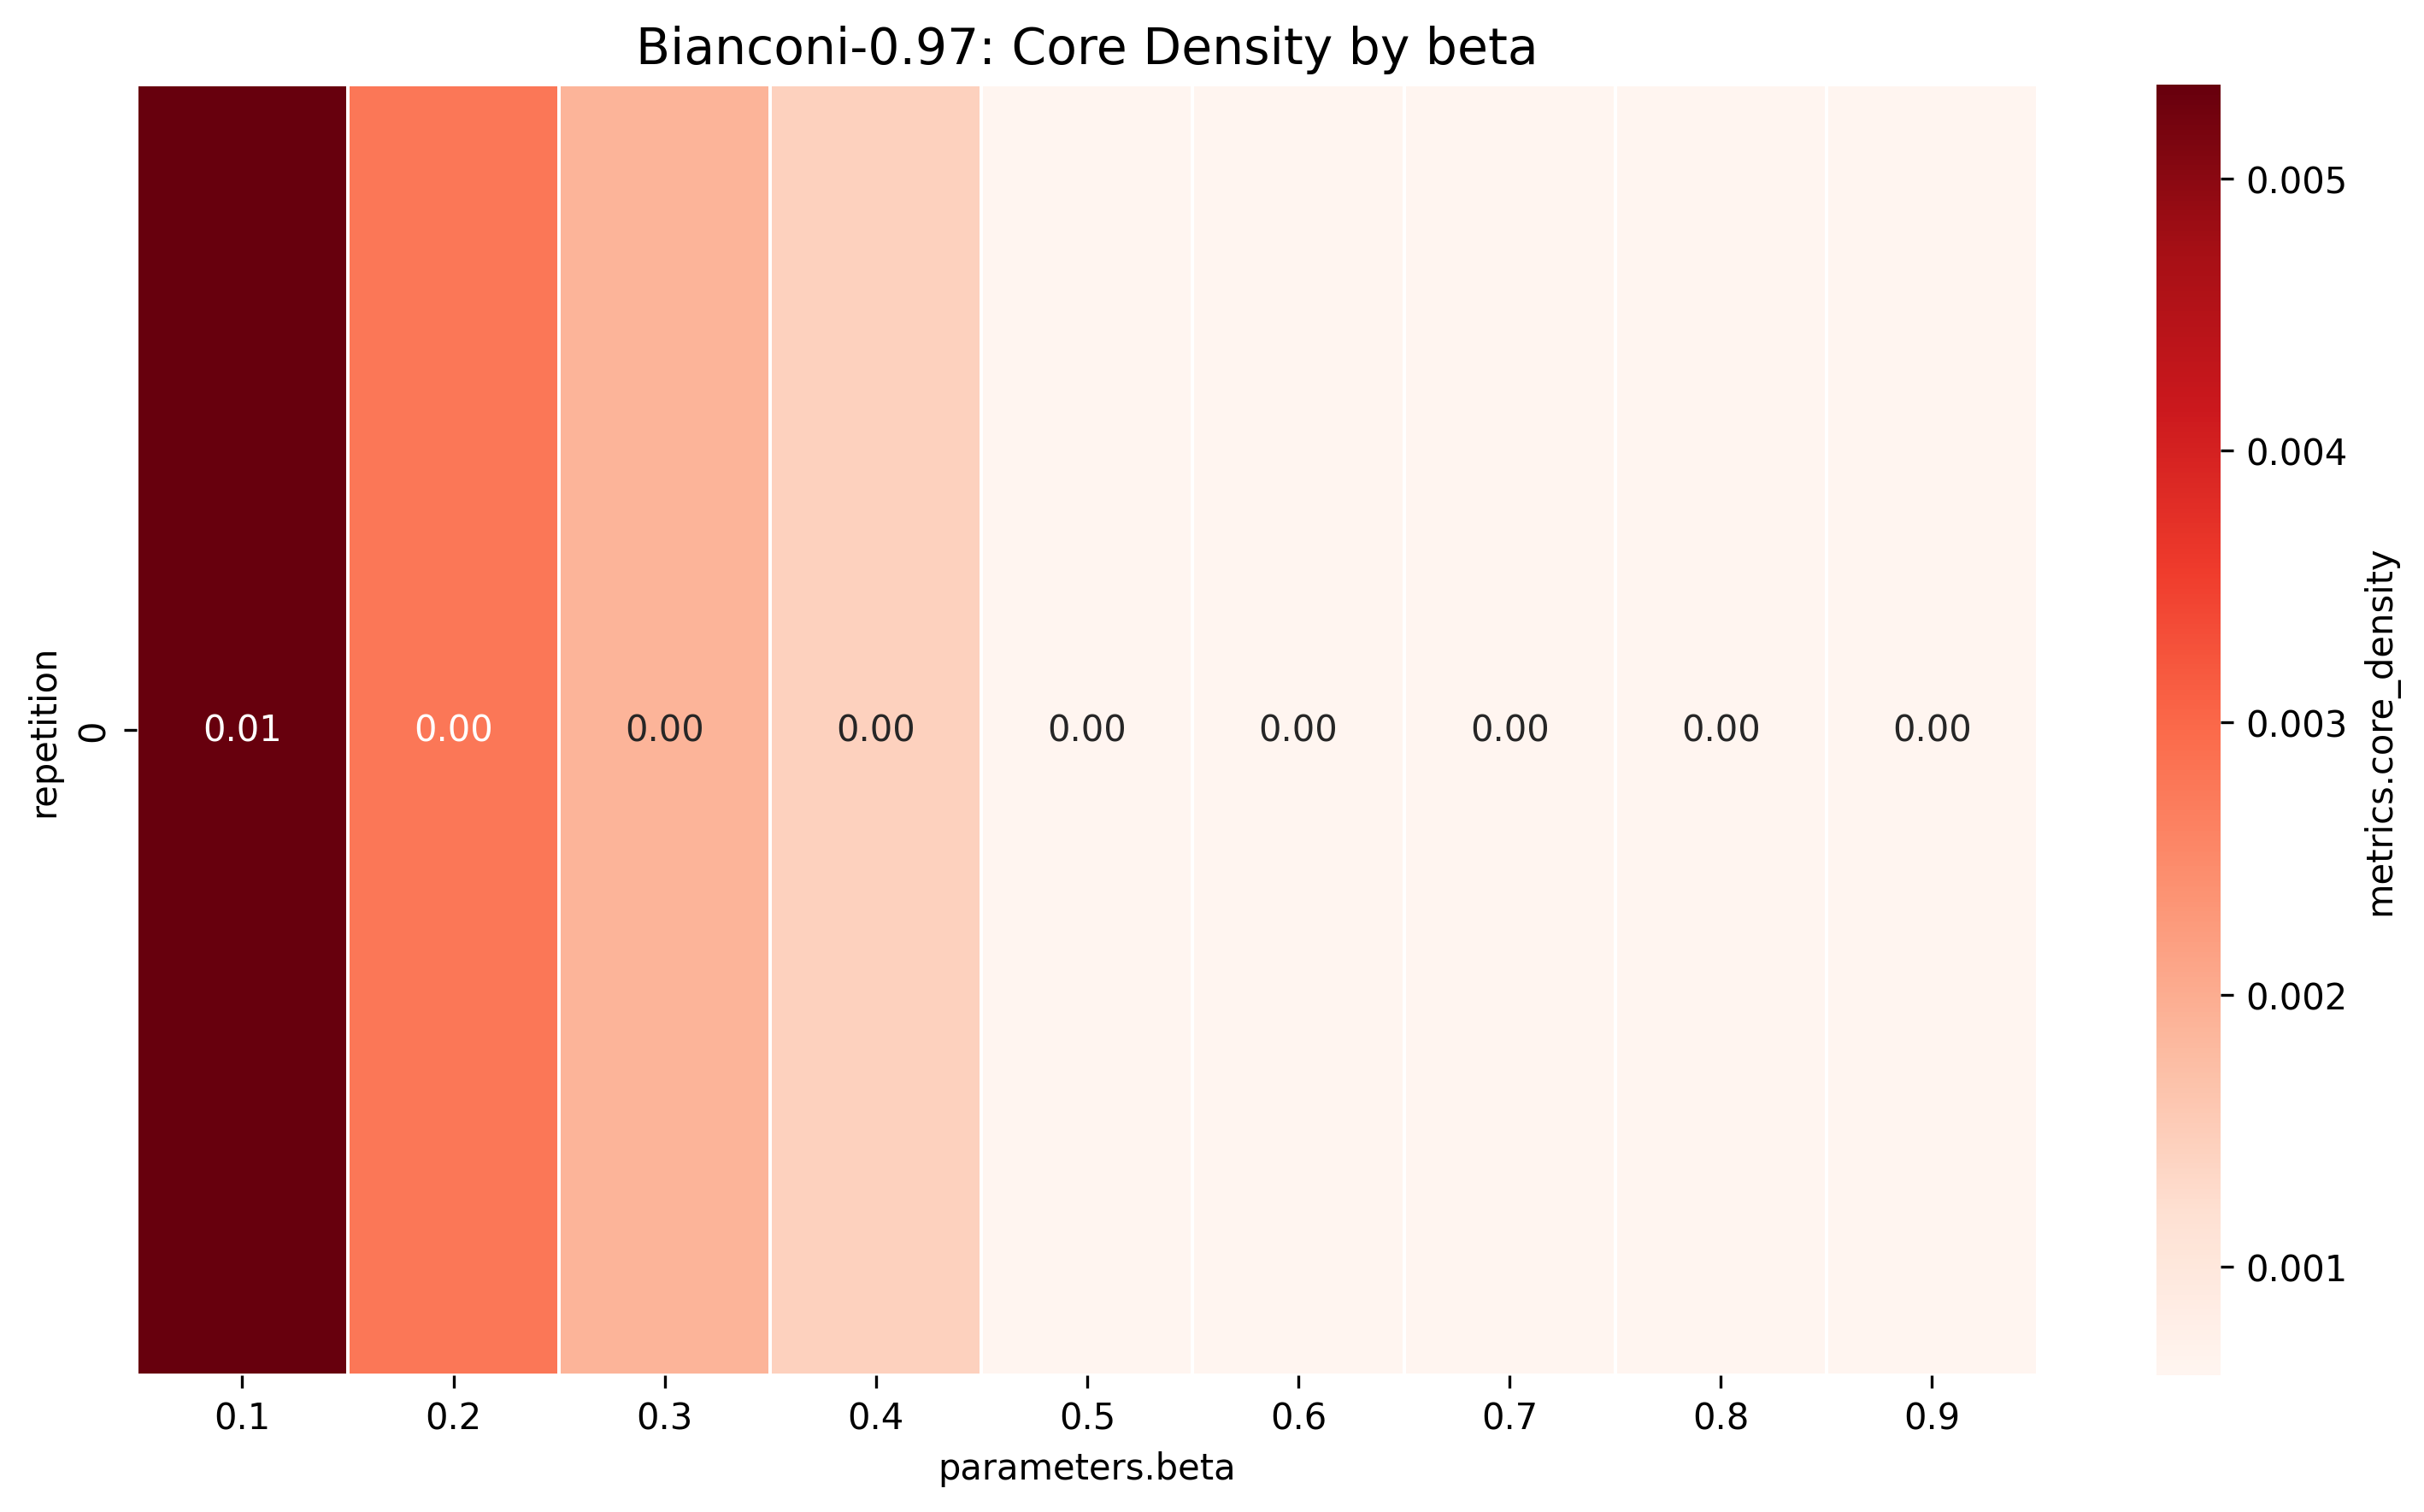 Bianconi-0.97: Core Density by beta
repetition
0
0.01 0.00 0.00 0.00 0.00 0.00 0.00 0.00 0.00
0.1 0.2 0.3 0.4 0.5 0.6 0.7 0.8 0.9
parameters.beta
0.005
0.004
0.003
0.002
0.001
metrics.core_density